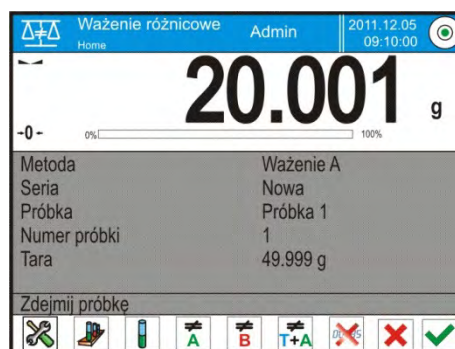 Ważenie różnicowe Admin 2011.12.05
Home 09:10:00
20.001 g
→0← 0% 100%
Metoda Ważenie A
Seria Nowa
Próbka Próbka 1
Numer próbki 1
Tara 49.999 g
Zdejmij próbkę
A B T+A